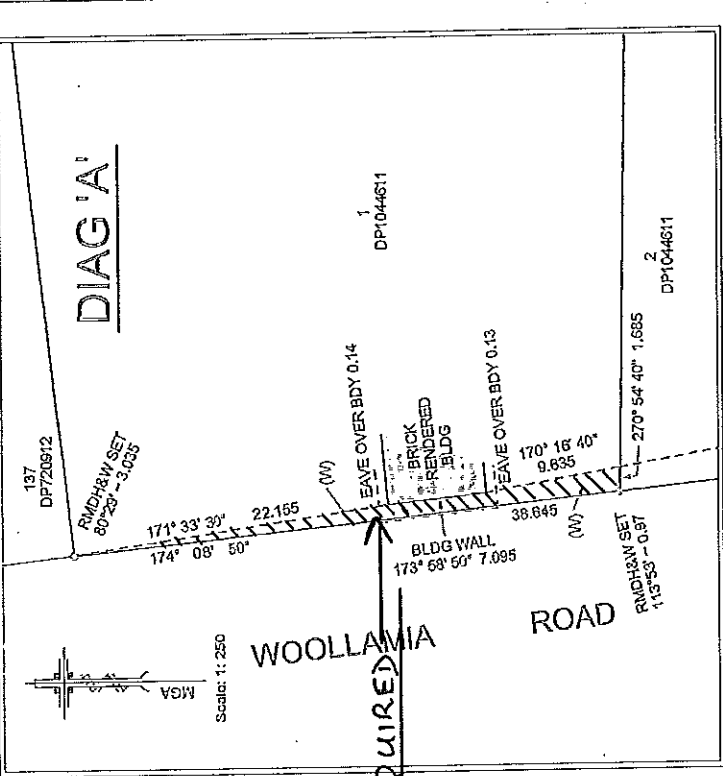 137
DP720912
DIAG 'A'
RMDH&W SET
80°29' - 3.035
171° 33' 30"
22.155
174° 08' 50"
(W)
EAVE OVER BDY 0.14
1
DP1044611
BRICK
RENDERED
BLDG
EAVE OVER BDY 0.13
170° 16' 40"
9.635
BLDG WALL
173° 58' 50" 7.095
38.645
(W)
2
DP1044611
270° 54' 40" 1.685
RMDH&W SET
113°53' - 0.97
WOOLLAMIA
ROAD
MGA
Scale: 1: 250
QUIRED